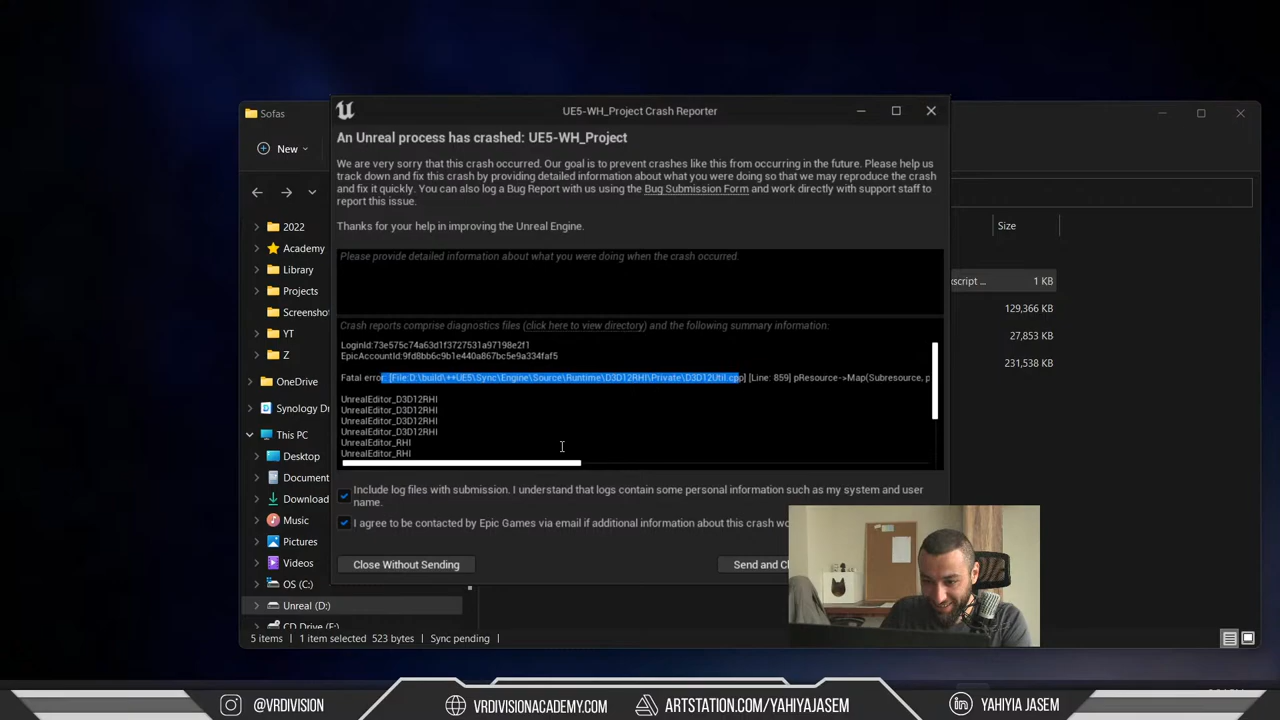 Sofas
UE5-WH_Project Crash Reporter
An Unreal process has crashed: UE5-WH_Project
New
We are very sorry that this crash occurred. Our goal is to prevent crashes like this from occurring in the future. Please help us
track down and fix this crash by providing detailed information about what you were doing so that we may reproduce the crash
and fix it quickly. You can also log a Bug Report with us using the Bug Submission Form and work directly with support staff to
report this issue.
Thanks for your help in improving the Unreal Engine.
Size
2022
Academy
Library
Projects
Screensho
YT
Z
OneDrive
Synology Dr
This PC
Desktop
Document
Download
Music
Pictures
Videos
OS (C:)
Unreal (D:)
CD Drive (F:)
Please provide detailed information about what you were doing when the crash occurred.
Crash reports comprise diagnostics files (click here to view directory) and the following summary information:
LoginId:73e575c74a63d1f3727531a97198e2f1
EpicAccountId:9fd8bb6c9b1e440a867bc5e9a334faf5
Fatal error: [File:D:\build\++UE5\Sync\Engine\Source\Runtime\D3D12RHI\Private\D3D12Util.cpp] [Line: 859] pResource->Map(Subresource, p
UnrealEditor_D3D12RHI
UnrealEditor_D3D12RHI
UnrealEditor_D3D12RHI
UnrealEditor_D3D12RHI
UnrealEditor_RHI
UnrealEditor_RHI
kscript ... 1 KB
129,366 KB
27,853 KB
231,538 KB
Include log files with submission. I understand that logs contain some personal information such as my system and user
name.
I agree to be contacted by Epic Games via email if additional information about this crash wo
Close Without Sending
Send and Cl
5 items
1 item selected 523 bytes
Sync pending
@VRDIVISION
VRDIVISIONACADEMY.COM
ARTSTATION.COM/YAHIYAJASEM
YAHIYIA JASEM